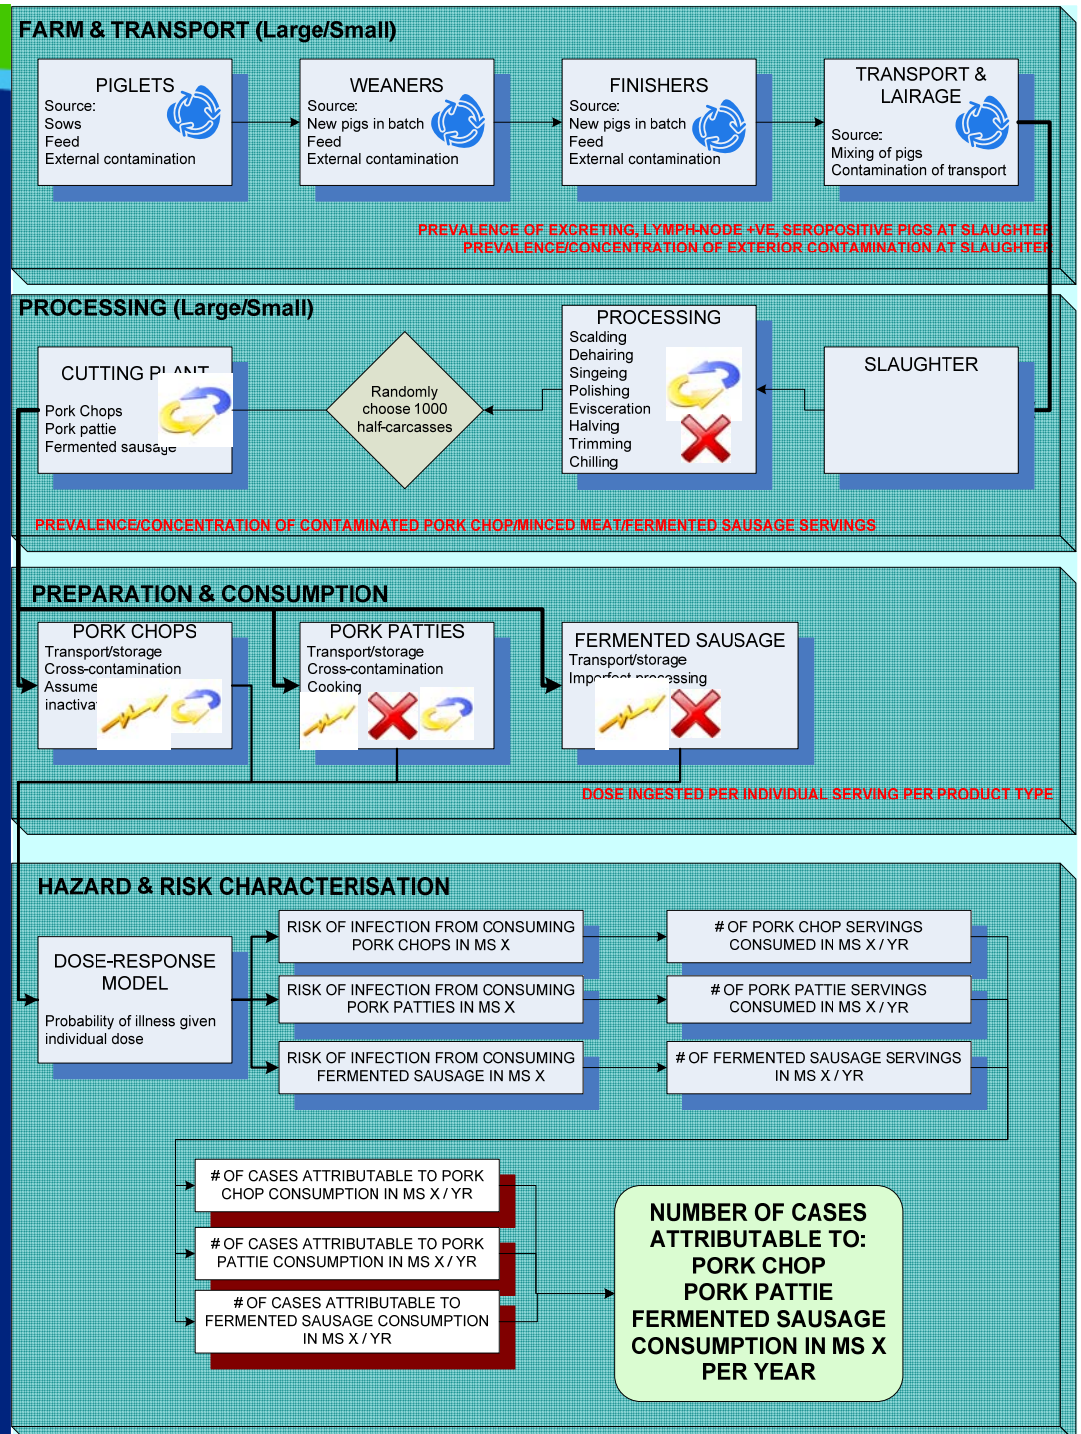 FARM & TRANSPORT (Large/Small)
PIGLETS
Source:
Sows
Feed
External contamination
WEANERS
Source:
New pigs in batch
Feed
External contamination
FINISHERS
Source:
New pigs in batch
Feed
External contamination
TRANSPORT &
LAIRAGE
Source:
Mixing of pigs
Contamination of transport
PREVALENCE OF EXCRETING, LYMPH-NODE +VE, SEROPOSITIVE PIGS AT SLAUGHTER
PREVALENCE/CONCENTRATION OF EXTERIOR CONTAMINATION AT SLAUGHTER
PROCESSING (Large/Small)
CUTTING PLANT
Pork Chops
Pork pattie
Fermented sausage
Randomly
choose 1000
half-carcasses
PROCESSING
Scalding
Dehairing
Singeing
Polishing
Evisceration
Halving
Trimming
Chilling
SLAUGHTER
PREVALENCE/CONCENTRATION OF CONTAMINATED PORK CHOP/MINCED MEAT/FERMENTED SAUSAGE SERVINGS
PREPARATION & CONSUMPTION
PORK CHOPS
Transport/storage
Cross-contamination
Assume
PORK PATTIES
Transport/storage
Cross-contamination
Cooking
FERMENTED SAUSAGE
Transport/storage
Imperfect processing
DOSE INGESTED PER INDIVIDUAL SERVING PER PRODUCT TYPE
HAZARD & RISK CHARACTERISATION
DOSE-RESPONSE
MODEL
Probability of illness given
individual dose
RISK OF INFECTION FROM CONSUMING
PORK CHOPS IN MS X
# OF PORK CHOP SERVINGS
CONSUMED IN MS X / YR
RISK OF INFECTION FROM CONSUMING
PORK PATTIES IN MS X
# OF PORK PATTIE SERVINGS
CONSUMED IN MS X / YR
RISK OF INFECTION FROM CONSUMING
FERMENTED SAUSAGE IN MS X
# OF FERMENTED SAUSAGE SERVINGS
IN MS X / YR
# OF CASES ATTRIBUTABLE TO PORK
CHOP CONSUMPTION IN MS X / YR
# OF CASES ATTRIBUTABLE TO PORK
PATTIE CONSUMPTION IN MS X / YR
# OF CASES ATTRIBUTABLE TO
FERMENTED SAUSAGE CONSUMPTION
IN MS X / YR
NUMBER OF CASES
ATTRIBUTABLE TO:
PORK CHOP
PORK PATTIE
FERMENTED SAUSAGE
CONSUMPTION IN MS X
PER YEAR